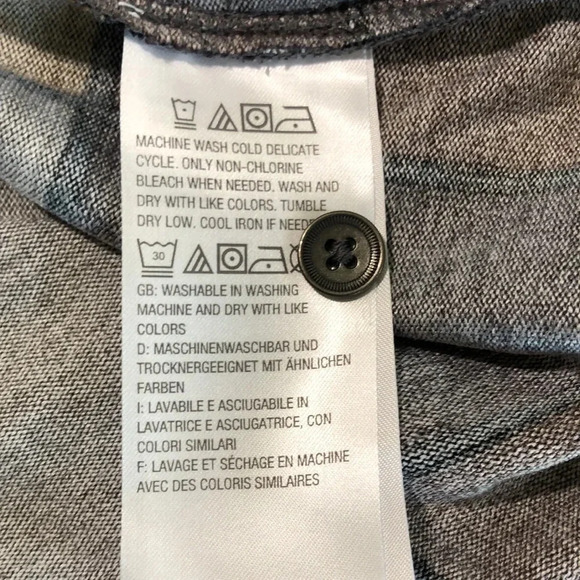 MACHINE WASH COLD DELICATE
CYCLE. ONLY NON-CHLORINE
BLEACH WHEN NEEDED. WASH AND
DRY WITH LIKE COLORS. TUMBLE
DRY LOW. COOL IRON IF
30
GB: WASHABLE IN WASHING
MACHINE AND DRY WITH LIKE
COLORS
D: MASCHINENWASCHBAR UND
TROCKNERGEEIGNET MIT ÄHNLICHEN
FARBEN
I: LAVABILE E ASCIUGABILE IN
LAVATRICE E ASCIUGATRICE, CON
COLORI SIMILARI
F: LAVAGE ET SÉCHAGE EN MACHINE
AVEC DES COLORIS SIMILAIRES